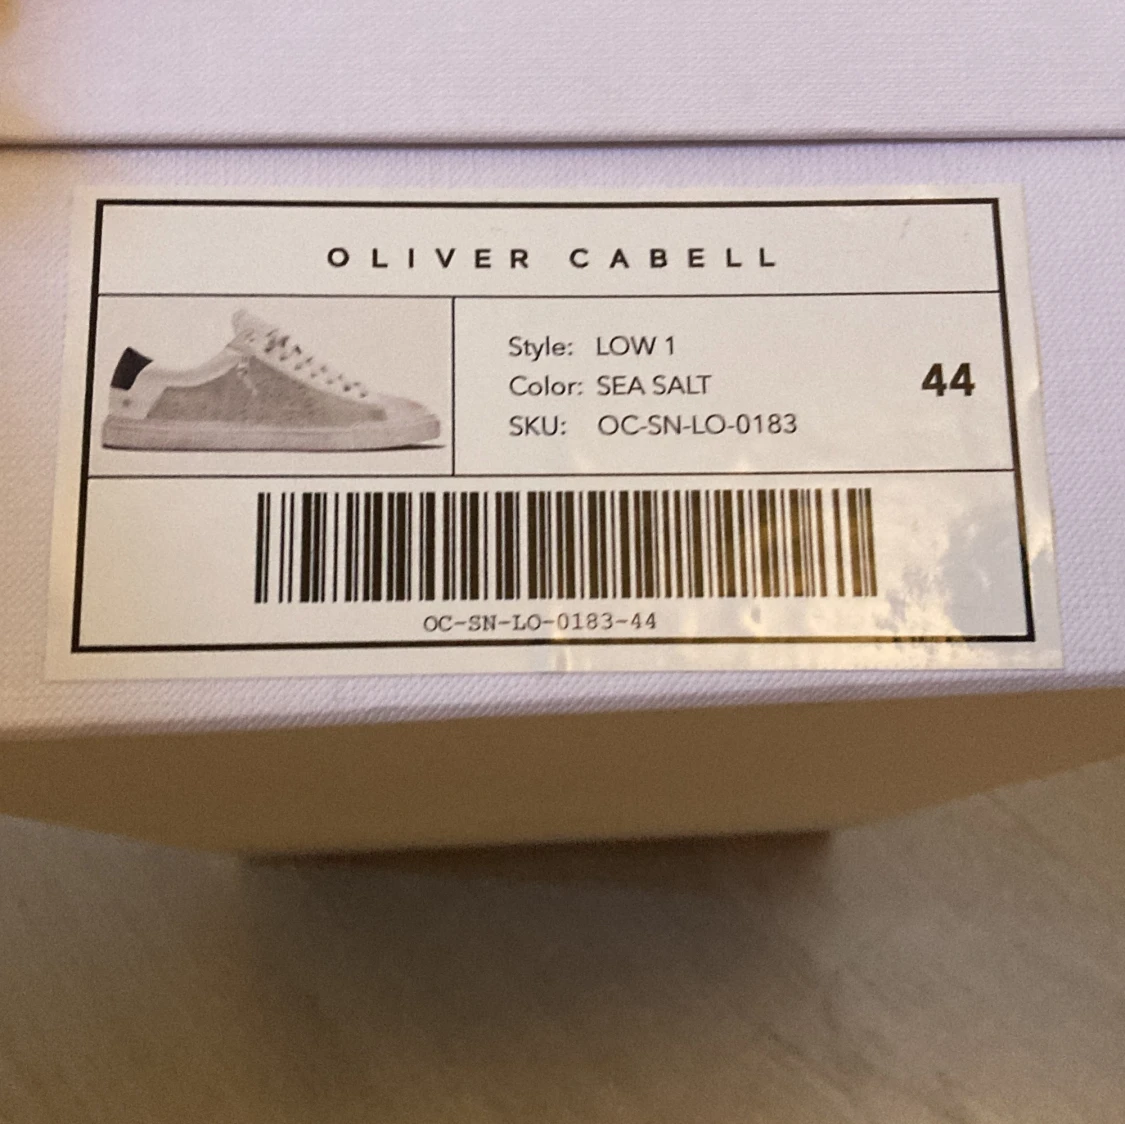 OLIVER CABELL
Style: LOW 1
Color: SEA SALT
SKU: OC-SN-LO-0183
44
OC-SN-LO-0183-44